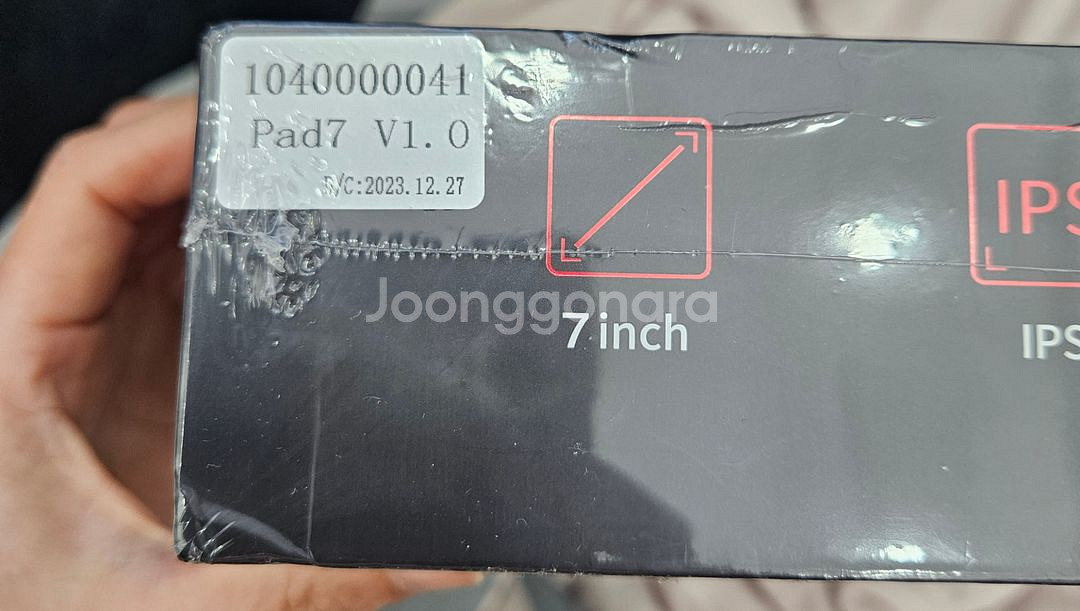 1040000041
Pad7 V1.0
D/C:2023.12.27
IPS
Joonggonara
7 inch
IPS